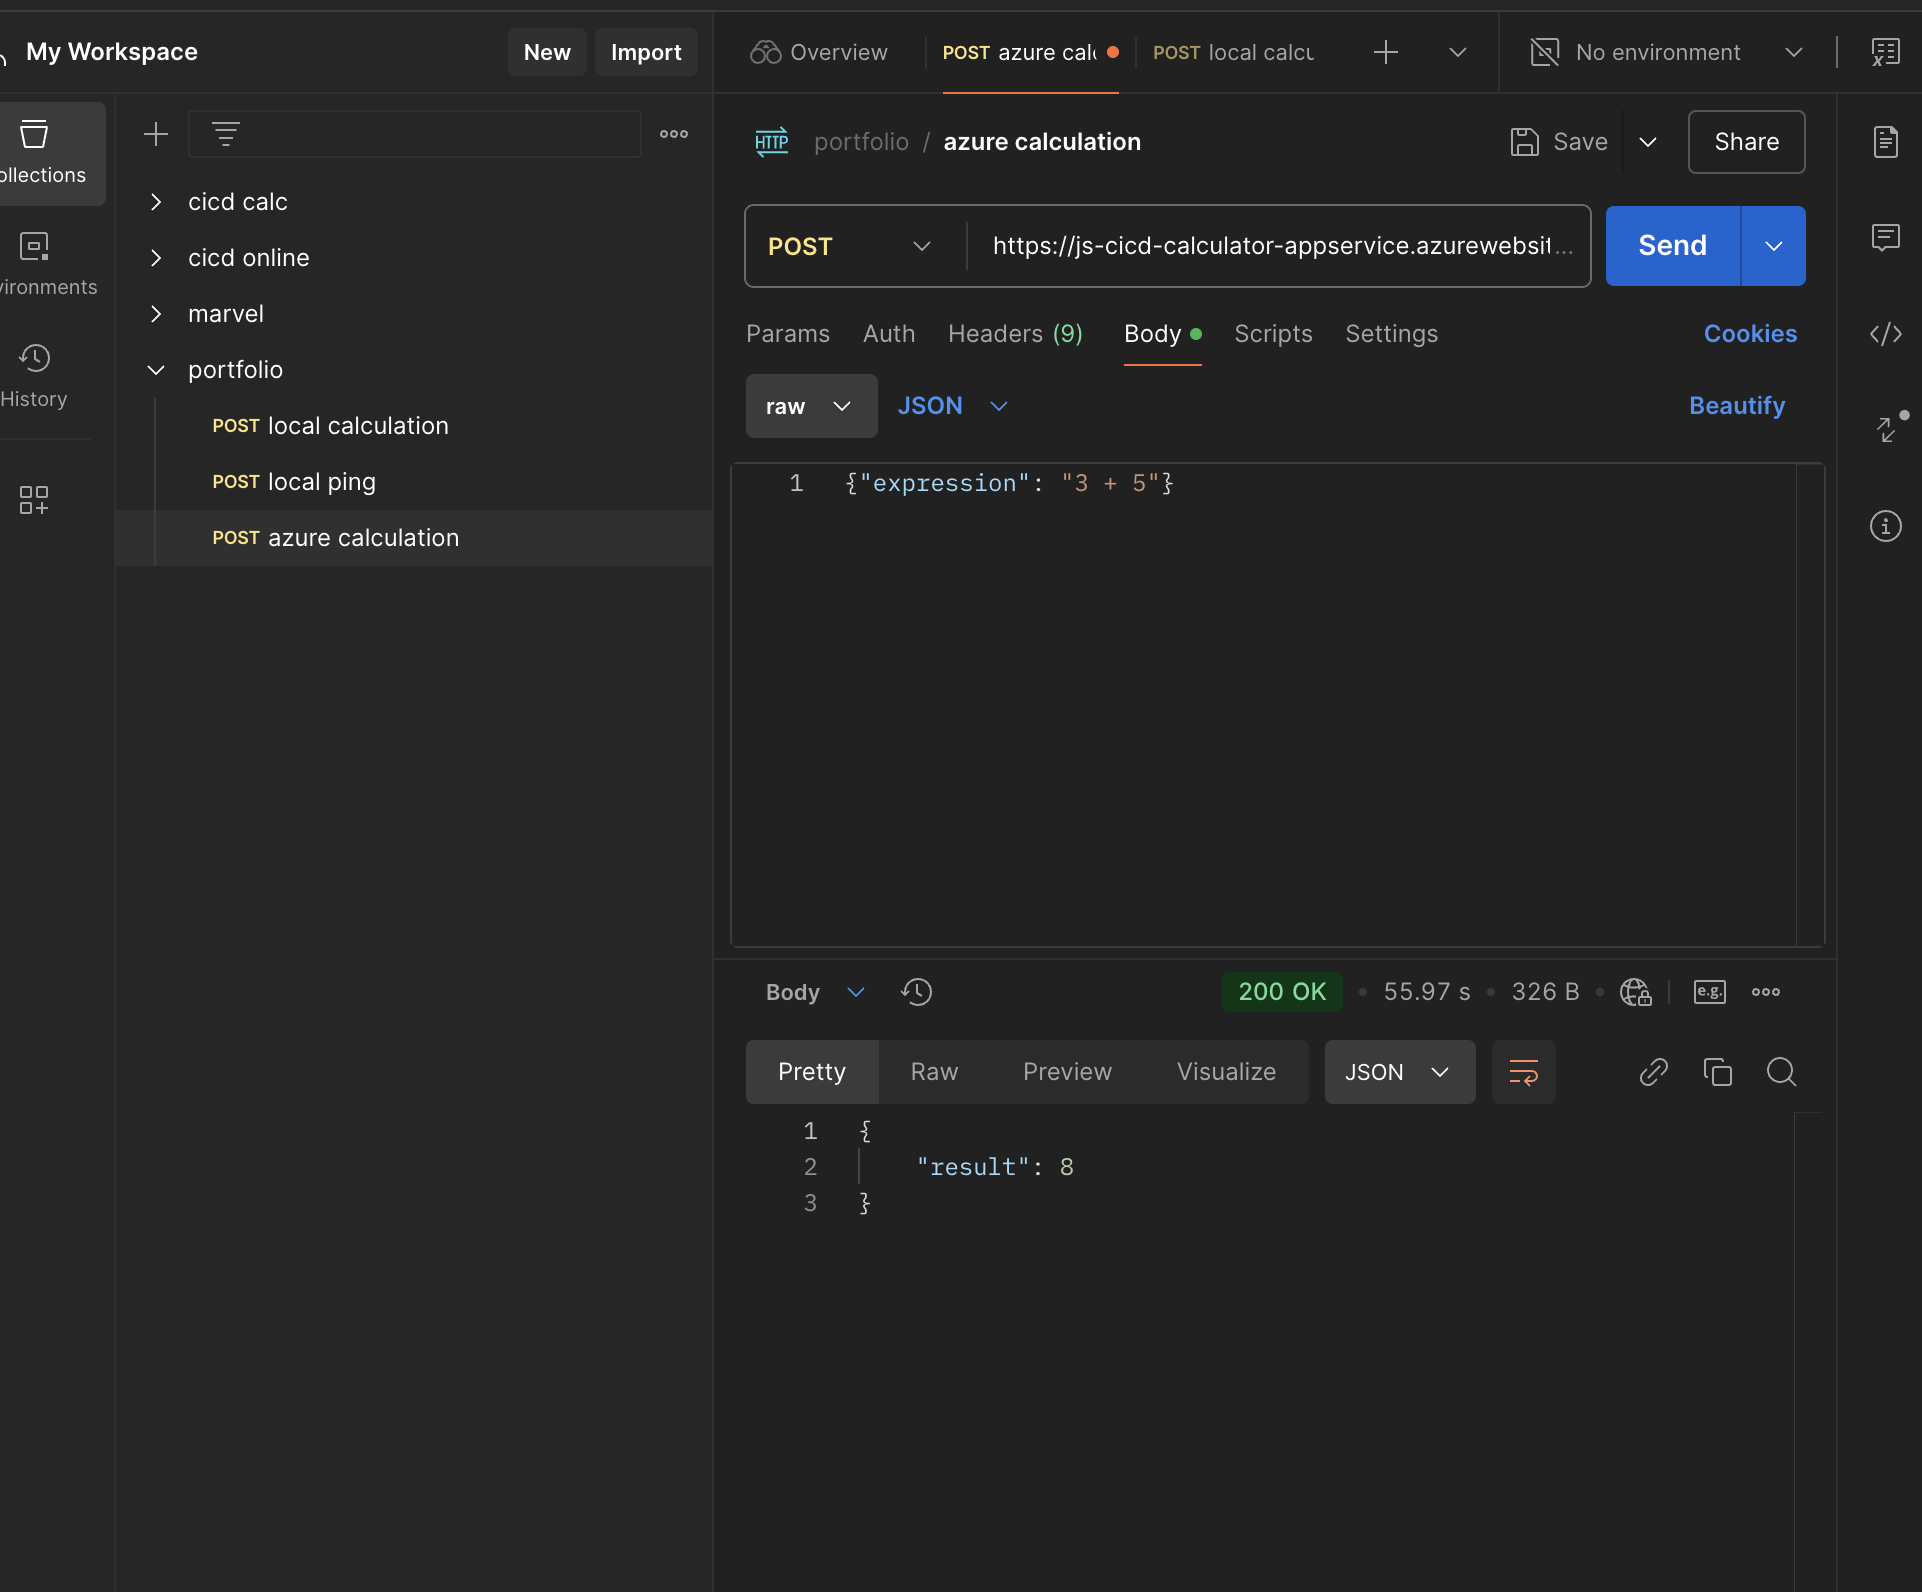 My Workspace
New
Import
Overview
POST azure calc
POST local calcu
No environment
ollections
vironments
History
cicd calc
cicd online
marvel
portfolio
POST local calculation
POST local ping
POST azure calculation
HTTP portfolio / azure calculation
Save
Share
POST
https://js-cicd-calculator-appservice.azurewebsit...
Send
Params
Auth
Headers (9)
Body
Scripts
Settings
Cookies
raw
JSON
Beautify
1 {"expression": "3 + 5"}
Body
200 OK
55.97 s
326 B
e.g.
Pretty
Raw
Preview
Visualize
JSON
1 {
2 "result": 8
3 }